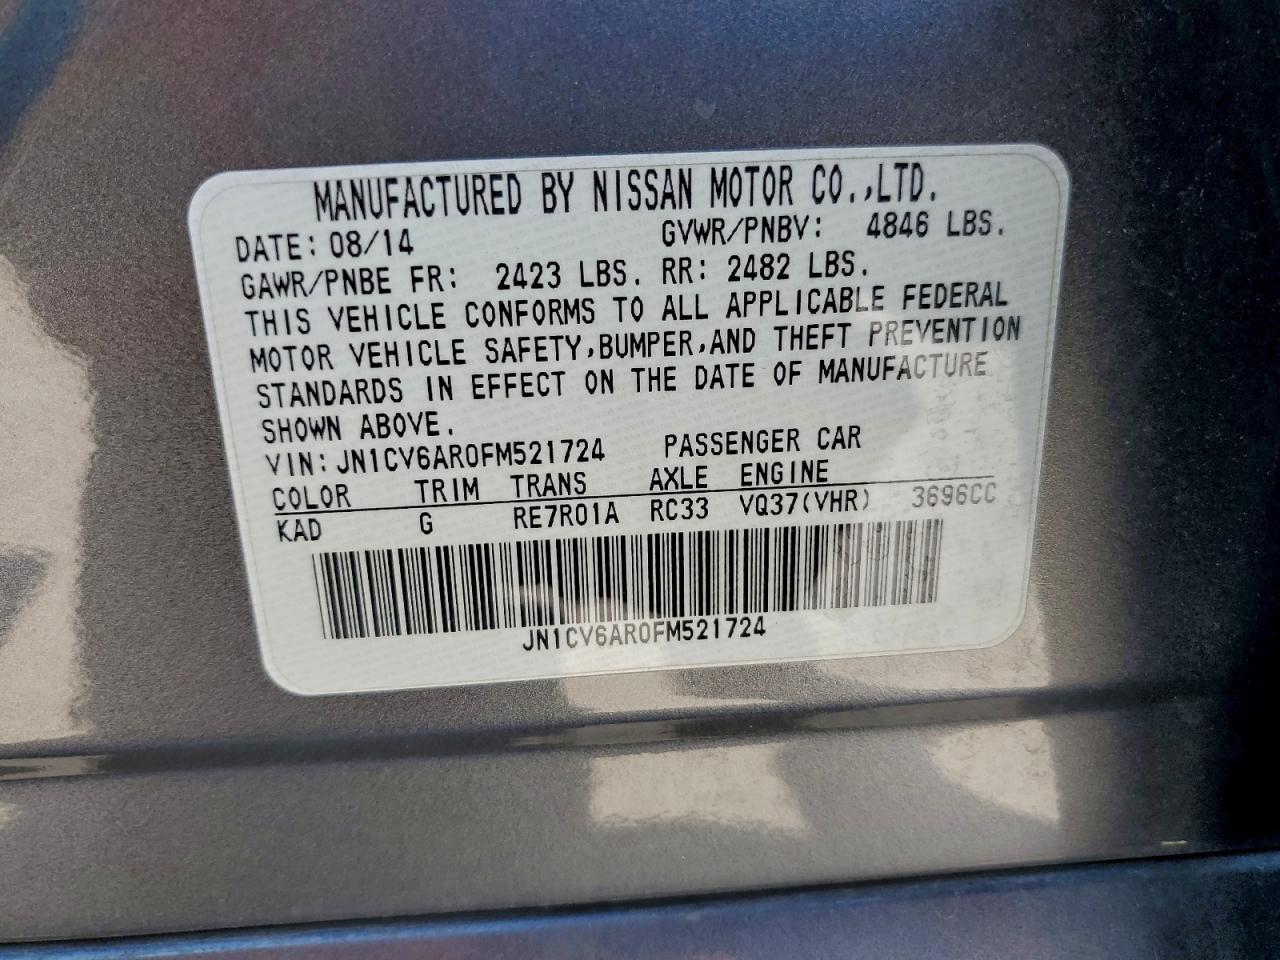 MANUFACTURED BY NISSAN MOTOR CO.,LTD.
DATE: 08/14 GVWR/PNBV: 4846 LBS.
GAWR/PNBE FR: 2423 LBS. RR: 2482 LBS.
THIS VEHICLE CONFORMS TO ALL APPLICABLE FEDERAL
MOTOR VEHICLE SAFETY,BUMPER,AND THEFT PREVENTION
STANDARDS IN EFFECT ON THE DATE OF MANUFACTURE
SHOWN ABOVE.
VIN: JN1CV6AR0FM521724 PASSENGER CAR
COLOR TRIM TRANS AXLE ENGINE
KAD G RE7R01A RC33 VQ37(VHR) 3696CC
JN1CV6AR0FM521724